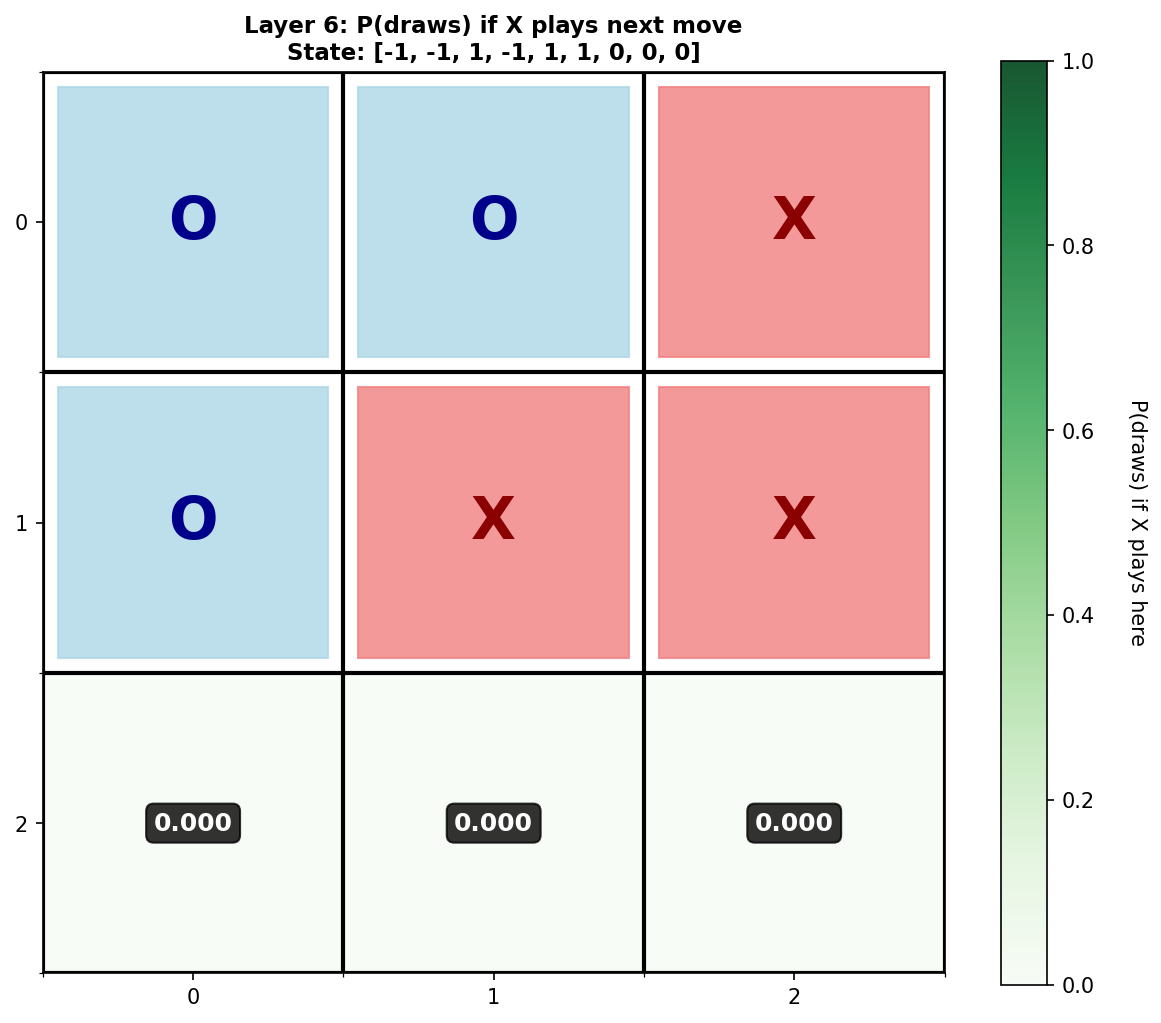 Layer 6: P(draws) if X plays next move
State: [-1, -1, 1, -1, 1, 1, 0, 0, 0]
O O X
O X X
0.000 0.000 0.000
0
1
2
0 1 2
1.0
0.8
0.6
0.4
0.2
0.0
P(draws) if X plays here